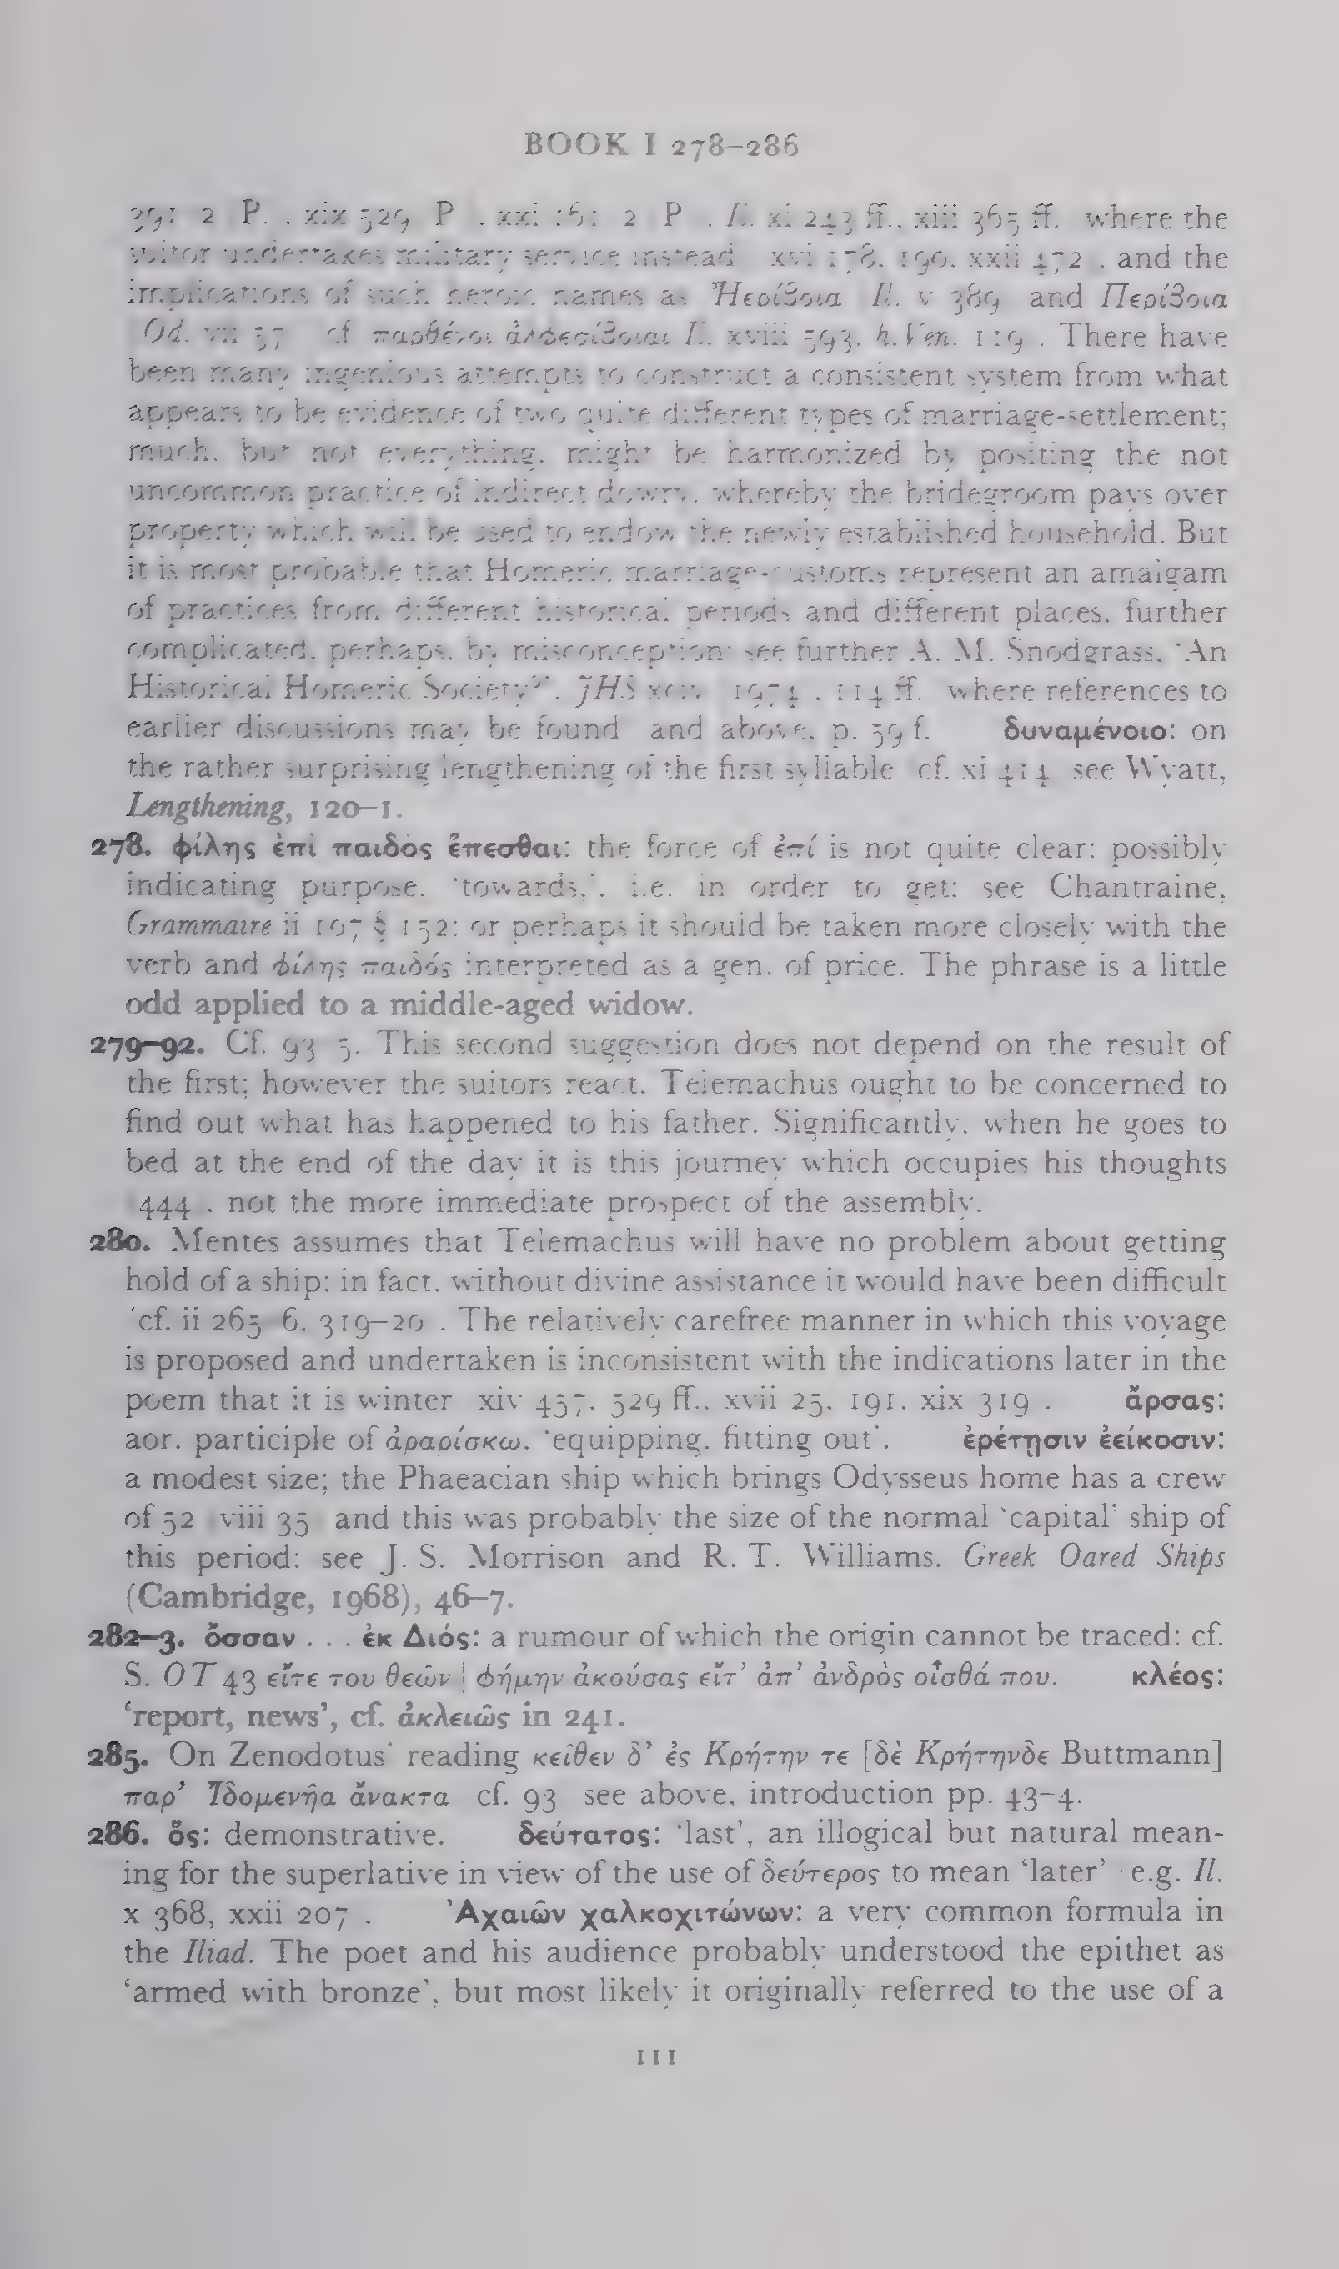 BOOK I 278–286
391 2 P. . xix 529 P . xxi 161 2 P . Il. xi 243 ff., xiii 365 ff. where the
suitor undertakes military service instead xvi 178, 190, xxii 472 , and the
implications of such heroic names as Ἠερίβοια Il. v 389 and Περίβοια
Od. vii 57 cf. παρθένοι ἀλφεσίβοιαι Il. xviii 593, h.Ven. 119 . There have
been many ingenious attempts to construct a consistent system from what
appears to be evidence of two quite different types of marriage-settlement;
much, but not everything, might be harmonized by positing the not
uncommon practice of indirect dowry, whereby the bridegroom pays over
property which will be used to endow the newly established household. But
it is most probable that Homeric marriage-customs represent an amalgam
of practices from different historical periods and different places, further
complicated, perhaps, by misconception: see further A. M. Snodgrass, 'An
Historical Homeric Society?', JHS xciv 1974 , 114 ff. where references to
earlier discussions may be found and above, p. 59 f. δυναμένοιο: on
the rather surprising lengthening of the first syllable cf. xi 414 see Wyatt,
Lengthening, 120–1.
278. φίλης ἐπὶ παιδὸς ἕπεσθαι: the force of ἐπί is not quite clear: possibly
indicating purpose, 'towards,', i.e. in order to get: see Chantraine,
Grammaire ii 107 § 152: or perhaps it should be taken more closely with the
verb and φίλης παιδός interpreted as a gen. of price. The phrase is a little
odd applied to a middle-aged widow.
279–92. Cf. 93 5. This second suggestion does not depend on the result of
the first; however the suitors react, Telemachus ought to be concerned to
find out what has happened to his father. Significantly, when he goes to
bed at the end of the day it is this journey which occupies his thoughts
444 , not the more immediate prospect of the assembly.
280. Mentes assumes that Telemachus will have no problem about getting
hold of a ship: in fact, without divine assistance it would have been difficult
'cf. ii 265 6, 319–20 . The relatively carefree manner in which this voyage
is proposed and undertaken is inconsistent with the indications later in the
poem that it is winter xiv 457, 529 ff., xvii 25, 191, xix 319 . ἄρσας:
aor. participle of ἀραρίσκω, 'equipping, fitting out'. ἐρέτῃσιν ἐείκοσιν:
a modest size; the Phaeacian ship which brings Odysseus home has a crew
of 52 viii 35 and this was probably the size of the normal 'capital' ship of
this period: see J. S. Morrison and R. T. Williams, Greek Oared Ships
(Cambridge, 1968), 46–7.
282–3. ὄσσαν . . . ἐκ Διός: a rumour of which the origin cannot be traced: cf.
S. OT 43 εἴτε του θεῶν | φήμην ἀκούσας εἴτ' ἀπ' ἀνδρὸς οἶσθά που. κλέος:
'report, news', cf. ἀκλειῶς in 241.
285. On Zenodotus' reading κεῖθεν δ' ἐς Κρήτην τε [δὲ Κρήτηνδε Buttmann]
παρ' Ἰδομενῆα ἄνακτα cf. 93 see above, introduction pp. 43–4.
286. ὅς: demonstrative. δεύτατος: 'last', an illogical but natural mean-
ing for the superlative in view of the use of δεύτερος to mean 'later' e.g. Il.
x 368, xxii 207 . Ἀχαιῶν χαλκοχιτώνων: a very common formula in
the Iliad. The poet and his audience probably understood the epithet as
'armed with bronze', but most likely it originally referred to the use of a
111